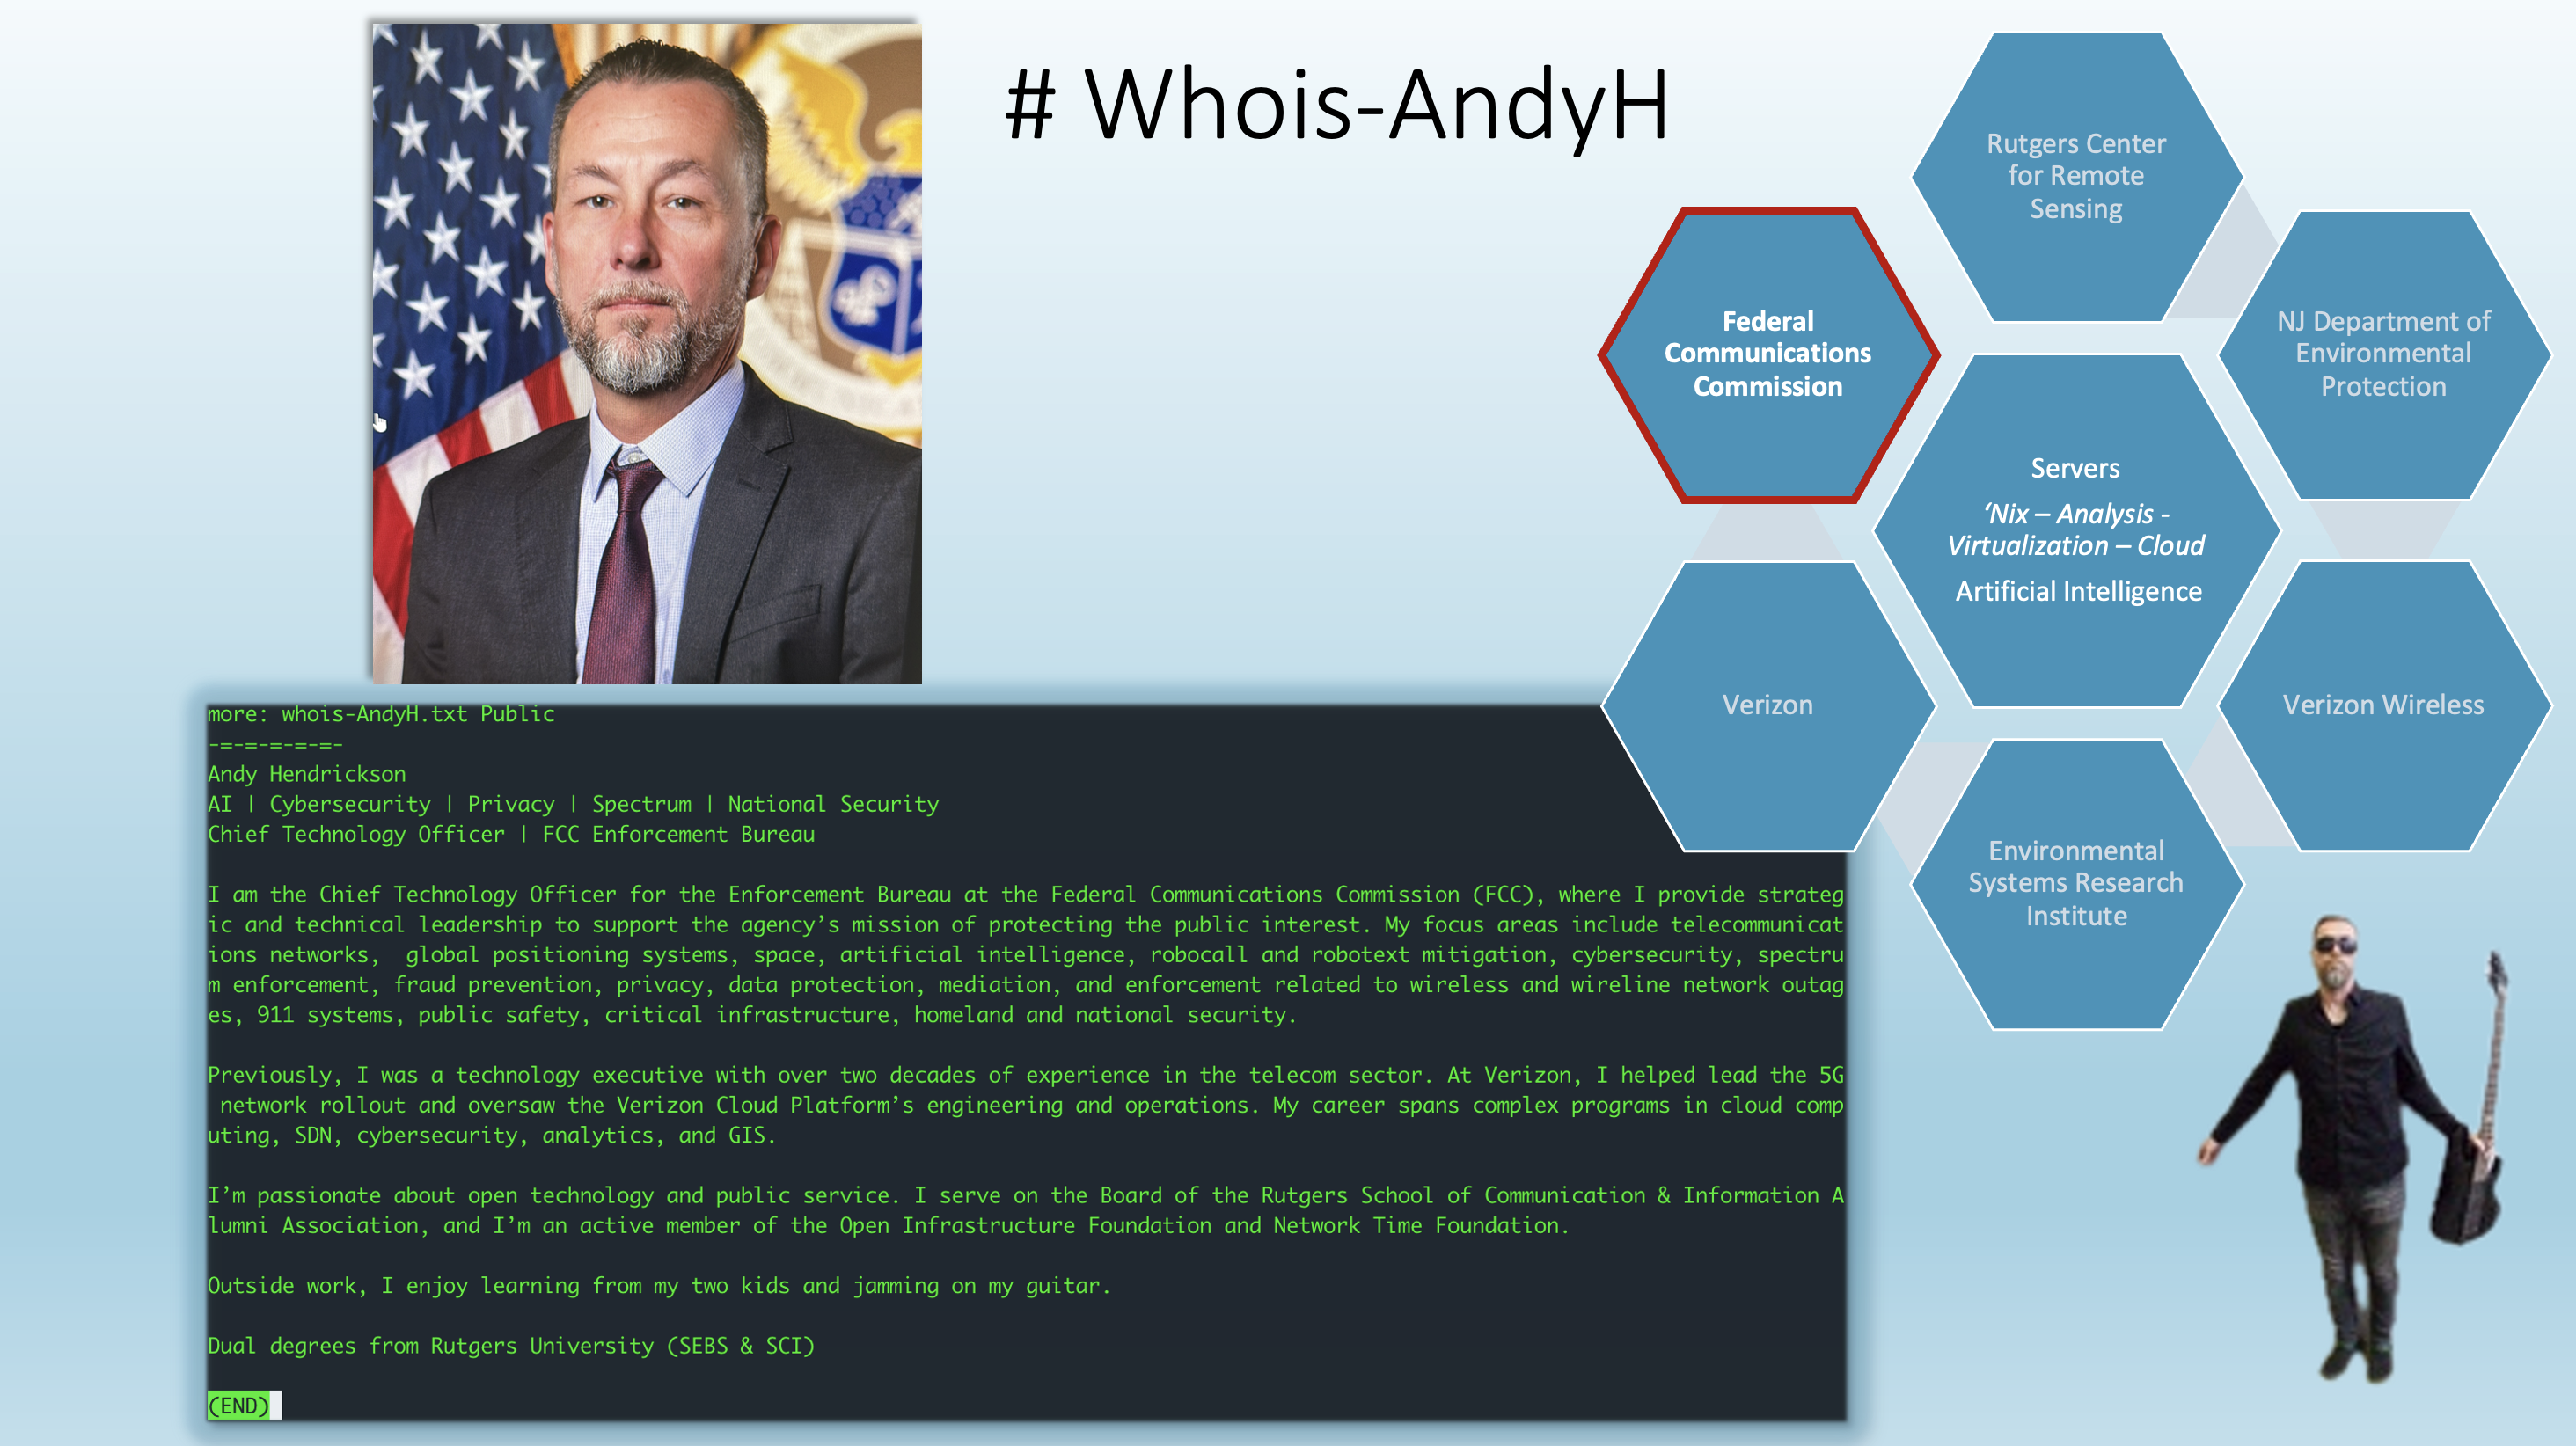 # Whois-AndyH
Rutgers Center
for Remote
Sensing
Federal
Communications
Commission
NJ Department of
Environmental
Protection
Servers
‘Nix – Analysis -
Virtualization – Cloud
Artificial Intelligence
Verizon
Verizon Wireless
Environmental
Systems Research
Institute
more: whois-AndyH.txt Public
-=-=-=-=-=-
Andy Hendrickson
AI | Cybersecurity | Privacy | Spectrum | National Security
Chief Technology Officer | FCC Enforcement Bureau
I am the Chief Technology Officer for the Enforcement Bureau at the Federal Communications Commission (FCC), where I provide strateg
ic and technical leadership to support the agency’s mission of protecting the public interest. My focus areas include telecommunicat
ions networks,  global positioning systems, space, artificial intelligence, robocall and robotext mitigation, cybersecurity, spectru
m enforcement, fraud prevention, privacy, data protection, mediation, and enforcement related to wireless and wireline network outag
es, 911 systems, public safety, critical infrastructure, homeland and national security.
Previously, I was a technology executive with over two decades of experience in the telecom sector. At Verizon, I helped lead the 5G
 network rollout and oversaw the Verizon Cloud Platform’s engineering and operations. My career spans complex programs in cloud comp
uting, SDN, cybersecurity, analytics, and GIS.
I’m passionate about open technology and public service. I serve on the Board of the Rutgers School of Communication & Information A
lumni Association, and I’m an active member of the Open Infrastructure Foundation and Network Time Foundation.
Outside work, I enjoy learning from my two kids and jamming on my guitar.
Dual degrees from Rutgers University (SEBS & SCI)
(END)